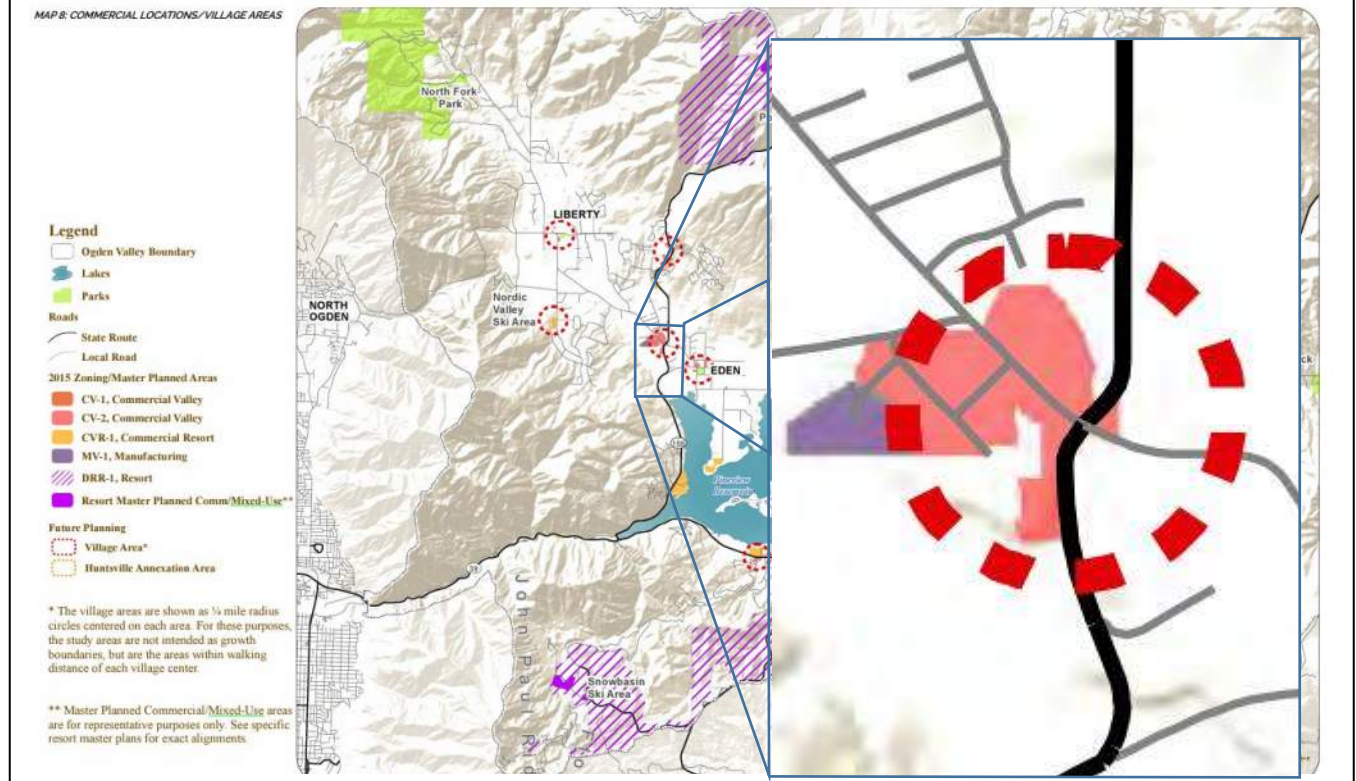 MAP 8: COMMERCIAL LOCATIONS/VILLAGE AREAS
North Fork
Park
LIBERTY
Nordic
Valley
Ski Area
NORTH
OGDEN
EDEN
Pineview
Reservoir
39
Snowbasin
Ski Area
John Paul
Legend
Ogden Valley Boundary
Lakes
Parks
Roads
State Route
Local Road
2015 Zoning/Master Planned Areas
CV-1, Commercial Valley
CV-2, Commercial Valley
CVR-1, Commercial Resort
MV-1, Manufacturing
DRR-1, Resort
Resort Master Planned Comm/Mixed-Use**
Future Planning
Village Area*
Huntsville Annexation Area
* The village areas are shown as ¼ mile radius
circles centered on each area. For these purposes,
the study areas are not intended as growth
boundaries, but are the areas within walking
distance of each village center.
** Master Planned Commercial/Mixed-Use areas
are for representative purposes only. See specific
resort master plans for exact alignments.